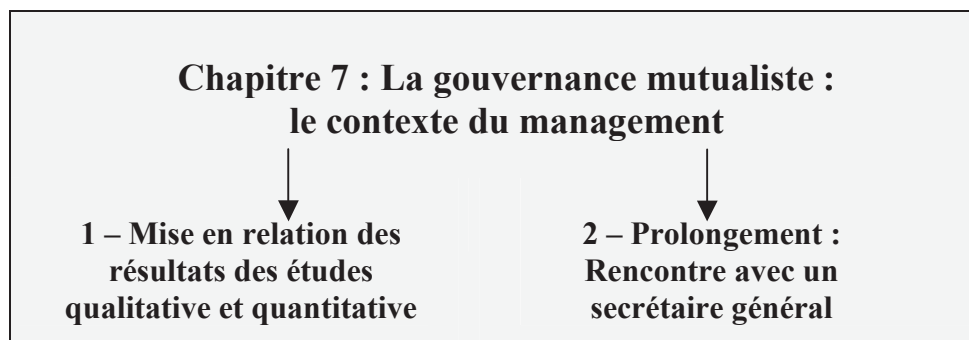 Chapitre 7 : La gouvernance mutualiste :
le contexte du management
1 – Mise en relation des
résultats des études
qualitative et quantitative
2 – Prolongement :
Rencontre avec un
secrétaire général